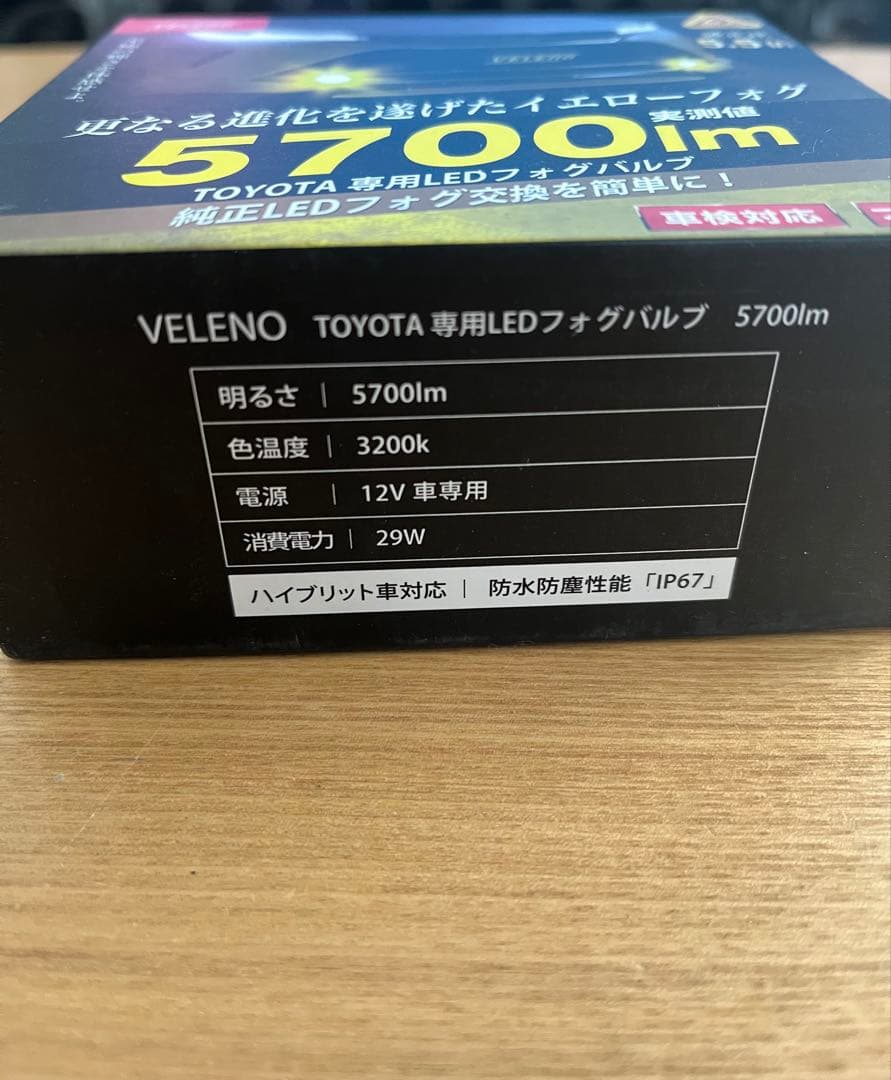 VELENO
更なる進化を遂げたイエローフォグ
実測値
5700lm
TOYOTA 専用LEDフォグバルブ
純正LEDフォグ交換を簡単に！
車検対応
VELENO TOYOTA 専用LEDフォグバルブ 5700lm
明るさ | 5700lm
色温度 | 3200k
電源 | 12V 車専用
消費電力 | 29W
ハイブリット車対応 | 防水防塵性能「IP67」